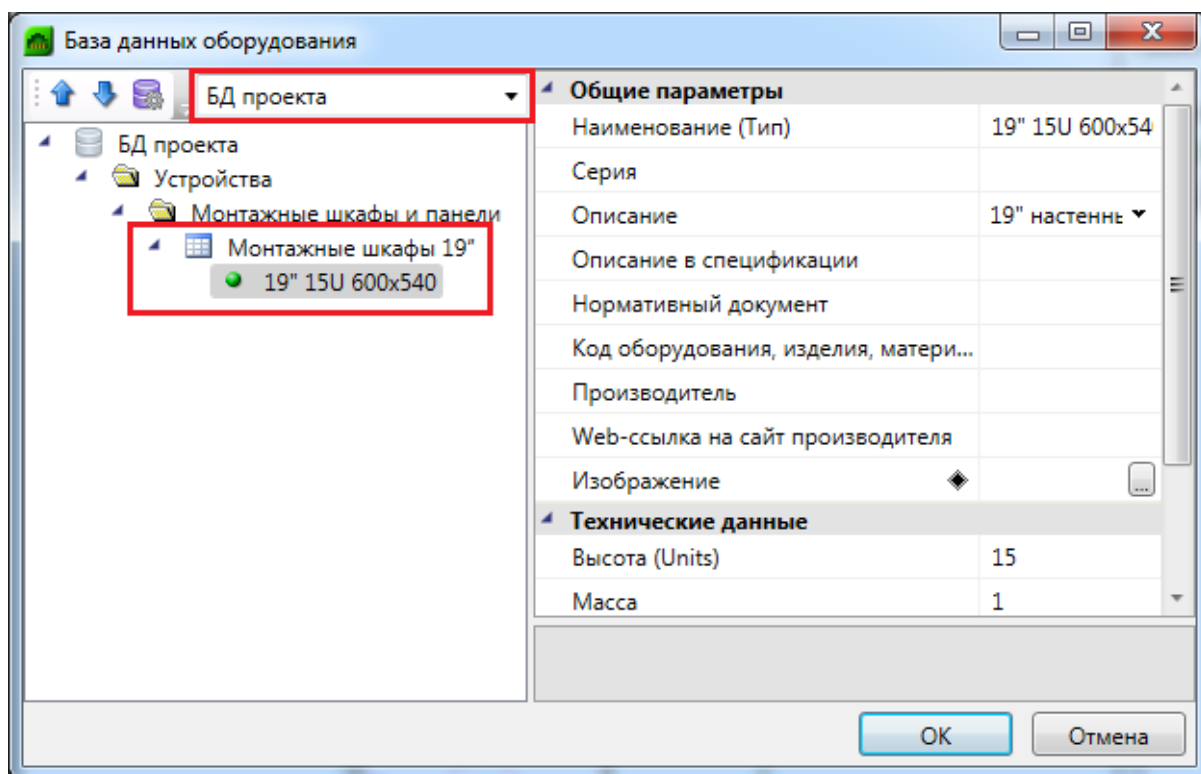 База данных оборудования
БД проекта
БД проекта
Устройства
Монтажные шкафы и панели
Монтажные шкафы 19"
19" 15U 600x540
Общие параметры
Наименование (Тип) 19" 15U 600x54
Серия
Описание 19" настеннь
Описание в спецификации
Нормативный документ
Код оборудования, изделия, матери...
Производитель
Web-ссылка на сайт производителя
Изображение ...
Технические данные
Высота (Units) 15
Масса 1
ОК Отмена